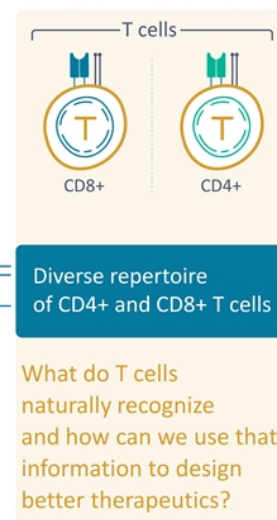 T cells
T
T
CD8+
CD4+
Diverse repertoire
of CD4+ and CD8+ T cells
What do T cells
naturally recognize
and how can we use that
information to design
better therapeutics?